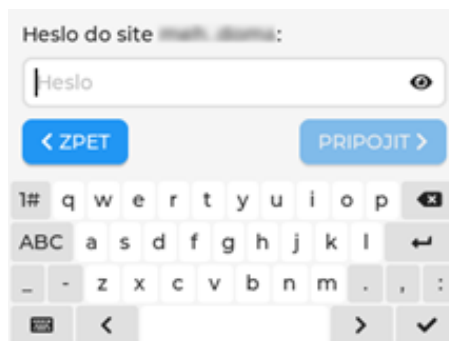 Heslo do site :
Heslo
< ZPET
PRIPOJIT >
1# q w e r t y u i o p
ABC a s d f g h j k l
_ - z x c v b n m . , :
< >